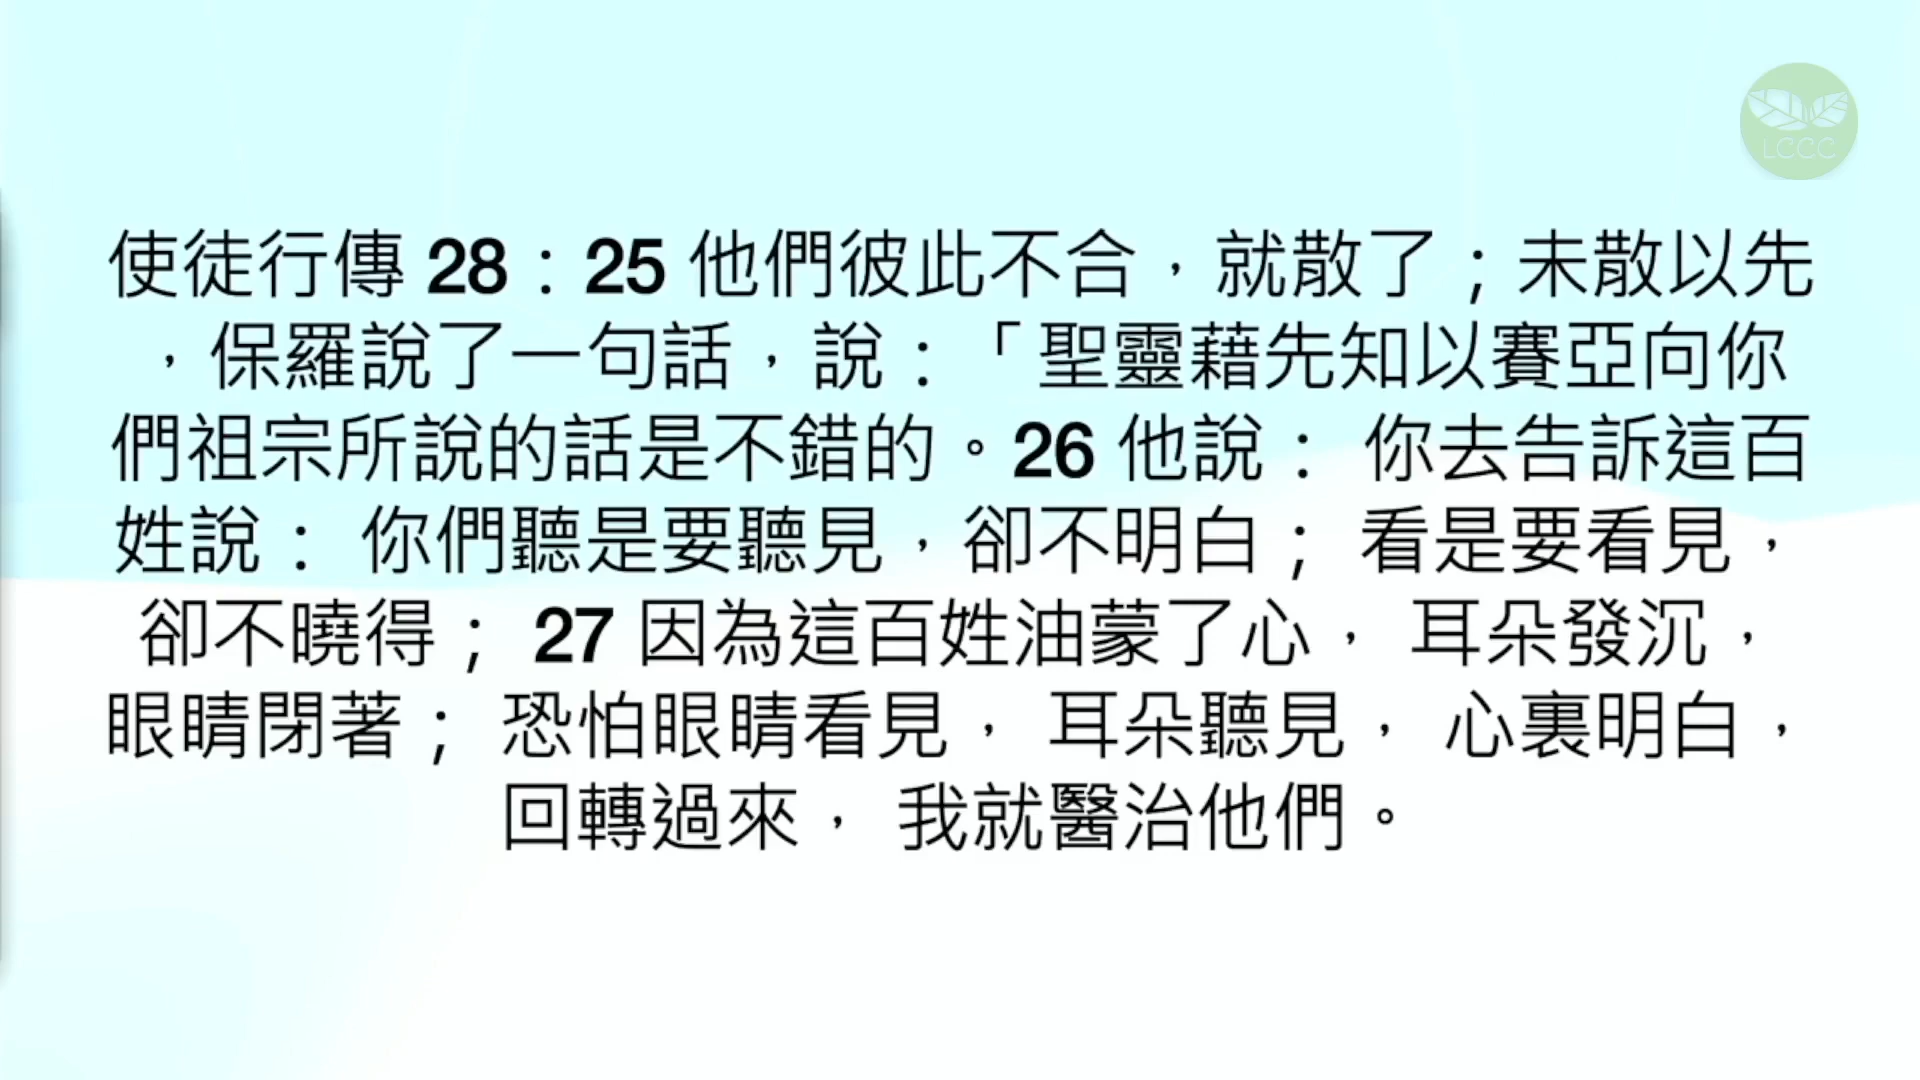 LCCC
使徒行傳 28：25 他們彼此不合，就散了；未散以先
，保羅說了一句話，說：「聖靈藉先知以賽亞向你
們祖宗所說的話是不錯的。26 他說： 你去告訴這百
姓說： 你們聽是要聽見，卻不明白； 看是要看見，
卻不曉得； 27 因為這百姓油蒙了心， 耳朵發沉，
眼睛閉著； 恐怕眼睛看見， 耳朵聽見， 心裏明白，
回轉過來， 我就醫治他們。